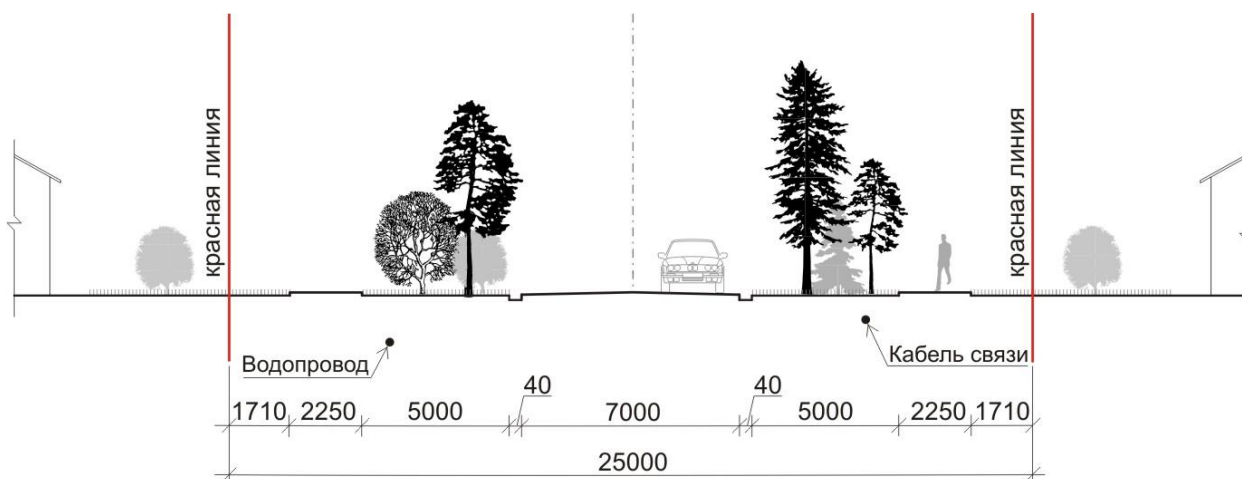 красная линия
красная линия
Водопровод
Кабель связи
40
40
1710 2250 5000 7000 5000 2250 1710
25000